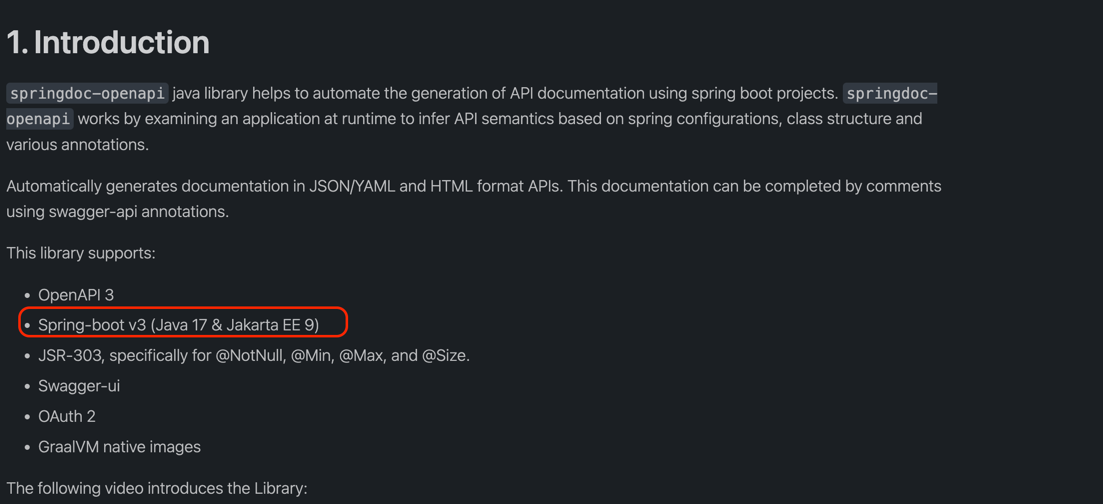 1. Introduction
springdoc-openapi java library helps to automate the generation of API documentation using spring boot projects. springdoc-
openapi works by examining an application at runtime to infer API semantics based on spring configurations, class structure and
various annotations.
Automatically generates documentation in JSON/YAML and HTML format APIs. This documentation can be completed by comments
using swagger-api annotations.
This library supports:
• OpenAPI 3
• Spring-boot v3 (Java 17 & Jakarta EE 9)
• JSR-303, specifically for @NotNull, @Min, @Max, and @Size.
• Swagger-ui
• OAuth 2
• GraalVM native images
The following video introduces the Library: